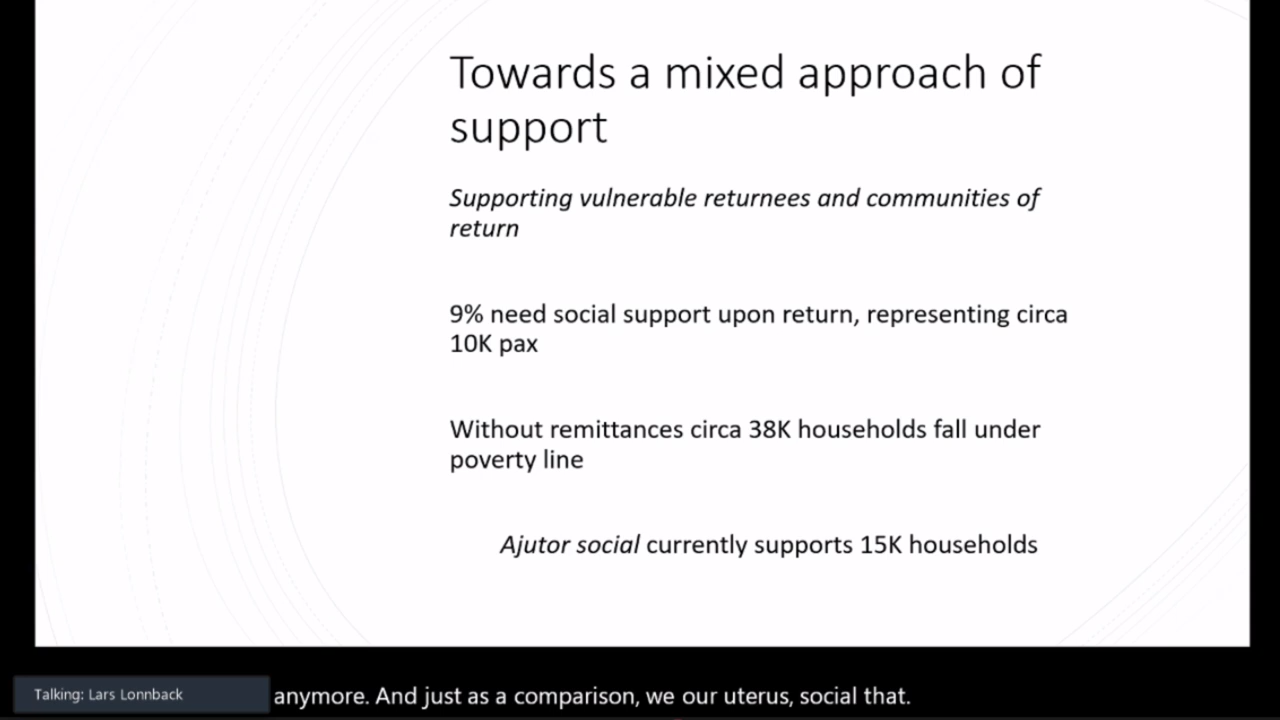 Towards a mixed approach of
support
Supporting vulnerable returnees and communities of
return
9% need social support upon return, representing circa
10K pax
Without remittances circa 38K households fall under
poverty line
Ajutor social currently supports 15K households
Talking: Lars Lonnback
anymore. And just as a comparison, we our uterus, social that.